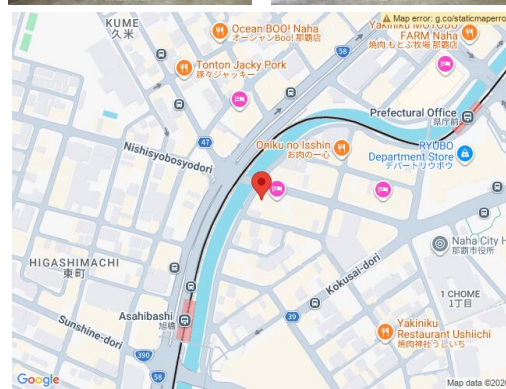 Map error: g.co/staticmaperro
KUME
久米
Ocean BOO! Naha
オーシャンBoo! 那覇店
Yakiniku MOTOBU
FARM Naha
焼肉 もとぶ牧場 那覇店
58
Tonton Jacky Pork
豚々ジャッキー
Prefectural Office
県庁前
47
Nishisyobosyodori
Oniku no Isshin
お肉の一心
RYUBO
Department Store
デパートリウボウ
Naha City H
那覇市役所
HIGASHIMACHI
東町
Kokusai-dori
1 CHOME
1丁目
Asahibashi
旭橋
39
Sunshine-dori
Yakiniku
Restaurant Ushiichi
焼肉神社うしいち
390
58
Google
Map data ©2026